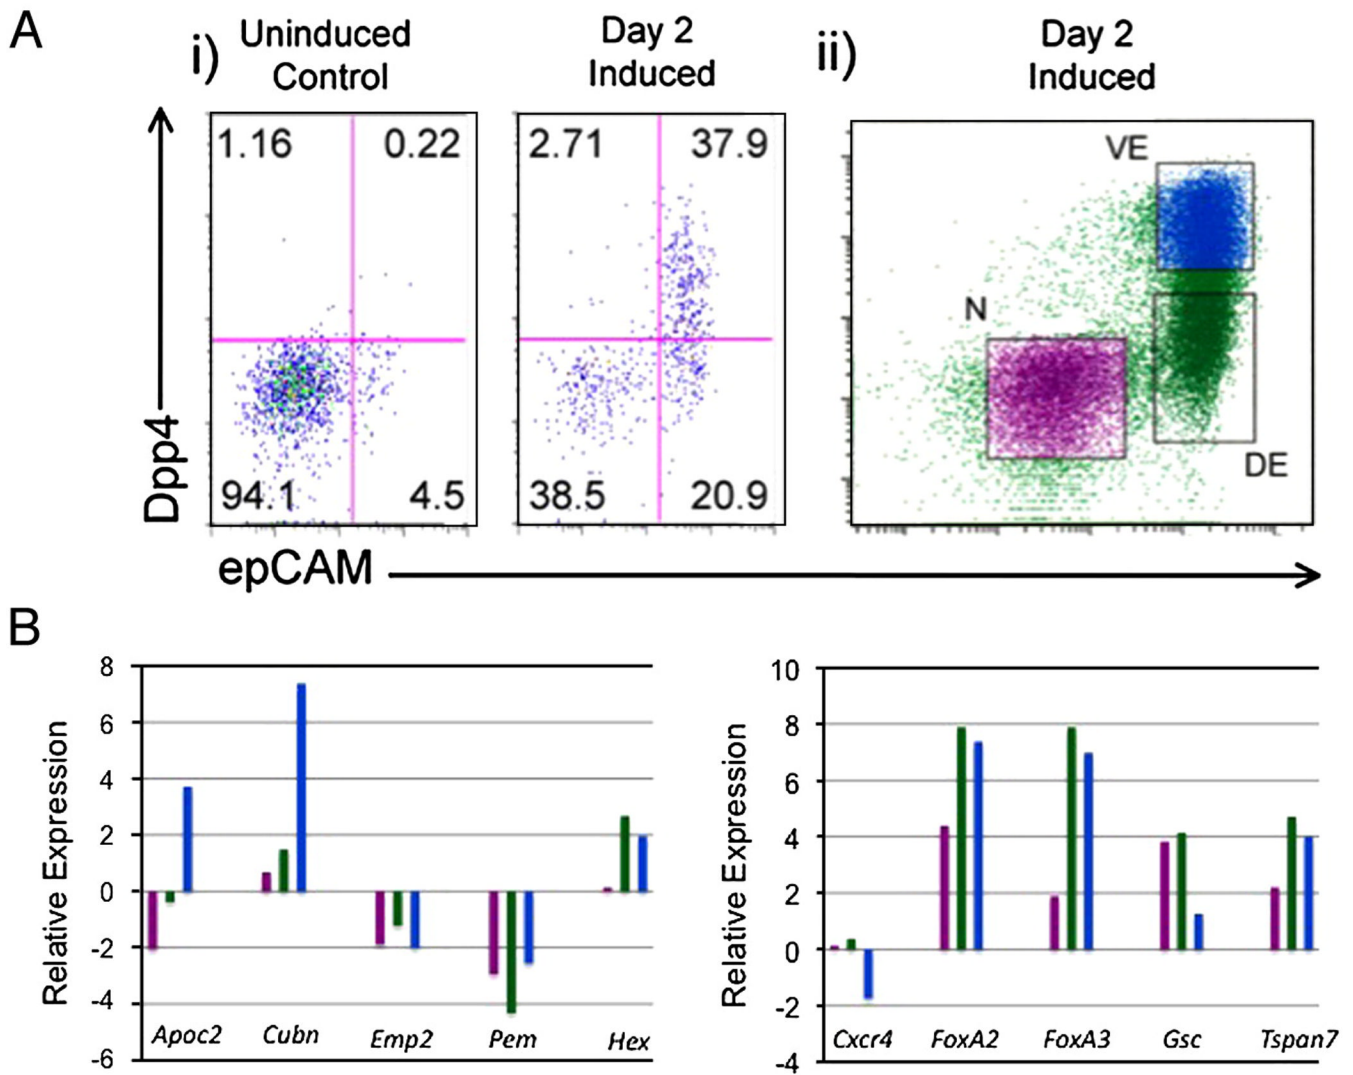 A
i)
Uninduced
Control
Day 2
Induced
ii)
Day 2
Induced
1.16
0.22
94.1
4.5
2.71
37.9
38.5
20.9
VE
N
DE
Dpp4
epCAM
B
Relative Expression
8
6
4
2
0
-2
-4
-6
Apoc2
Cubn
Emp2
Pem
Hex
Relative Expression
10
8
6
4
2
0
-2
-4
Cxcr4
FoxA2
FoxA3
Gsc
Tspan7